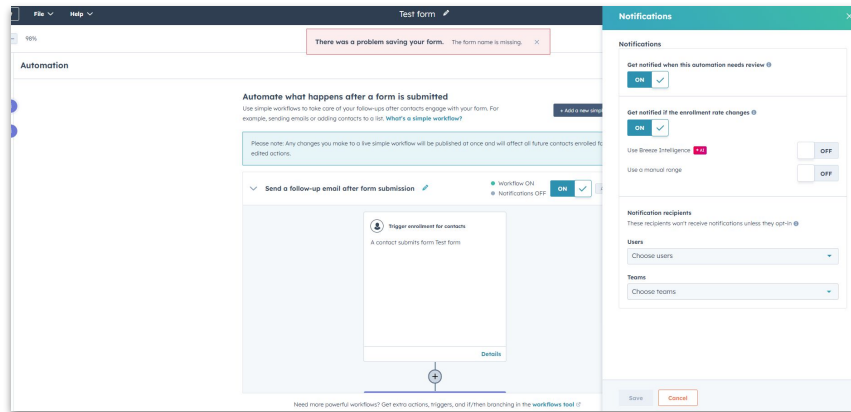 File Help
Test form
98%
There was a problem saving your form. The form name is missing.
Automation
Automate what happens after a form is submitted
Use simple workflows to take care of your follow-ups after contacts engage with your form. For
example, sending emails or adding contacts to a list. What's a simple workflow?
+ Add a new simpl
Please note: Any changes you make to a live simple workflow will be published at once and will affect all future contacts enrolled fo
edited actions.
Send a follow-up email after form submission
Workflow ON
Notifications OFF
ON
Trigger enrollment for contacts
A contact submits form Test form
Details
Need more powerful workflows? Get extra actions, triggers, and if/then branching in the workflows tool
Notifications
Notifications
Get notified when this automation needs review
ON
Get notified if the enrollment rate changes
ON
Use Breeze Intelligence AI
OFF
Use a manual range
OFF
Notification recipients
These recipients won't receive notifications unless they opt-in
Users
Choose users
Teams
Choose teams
Save Cancel